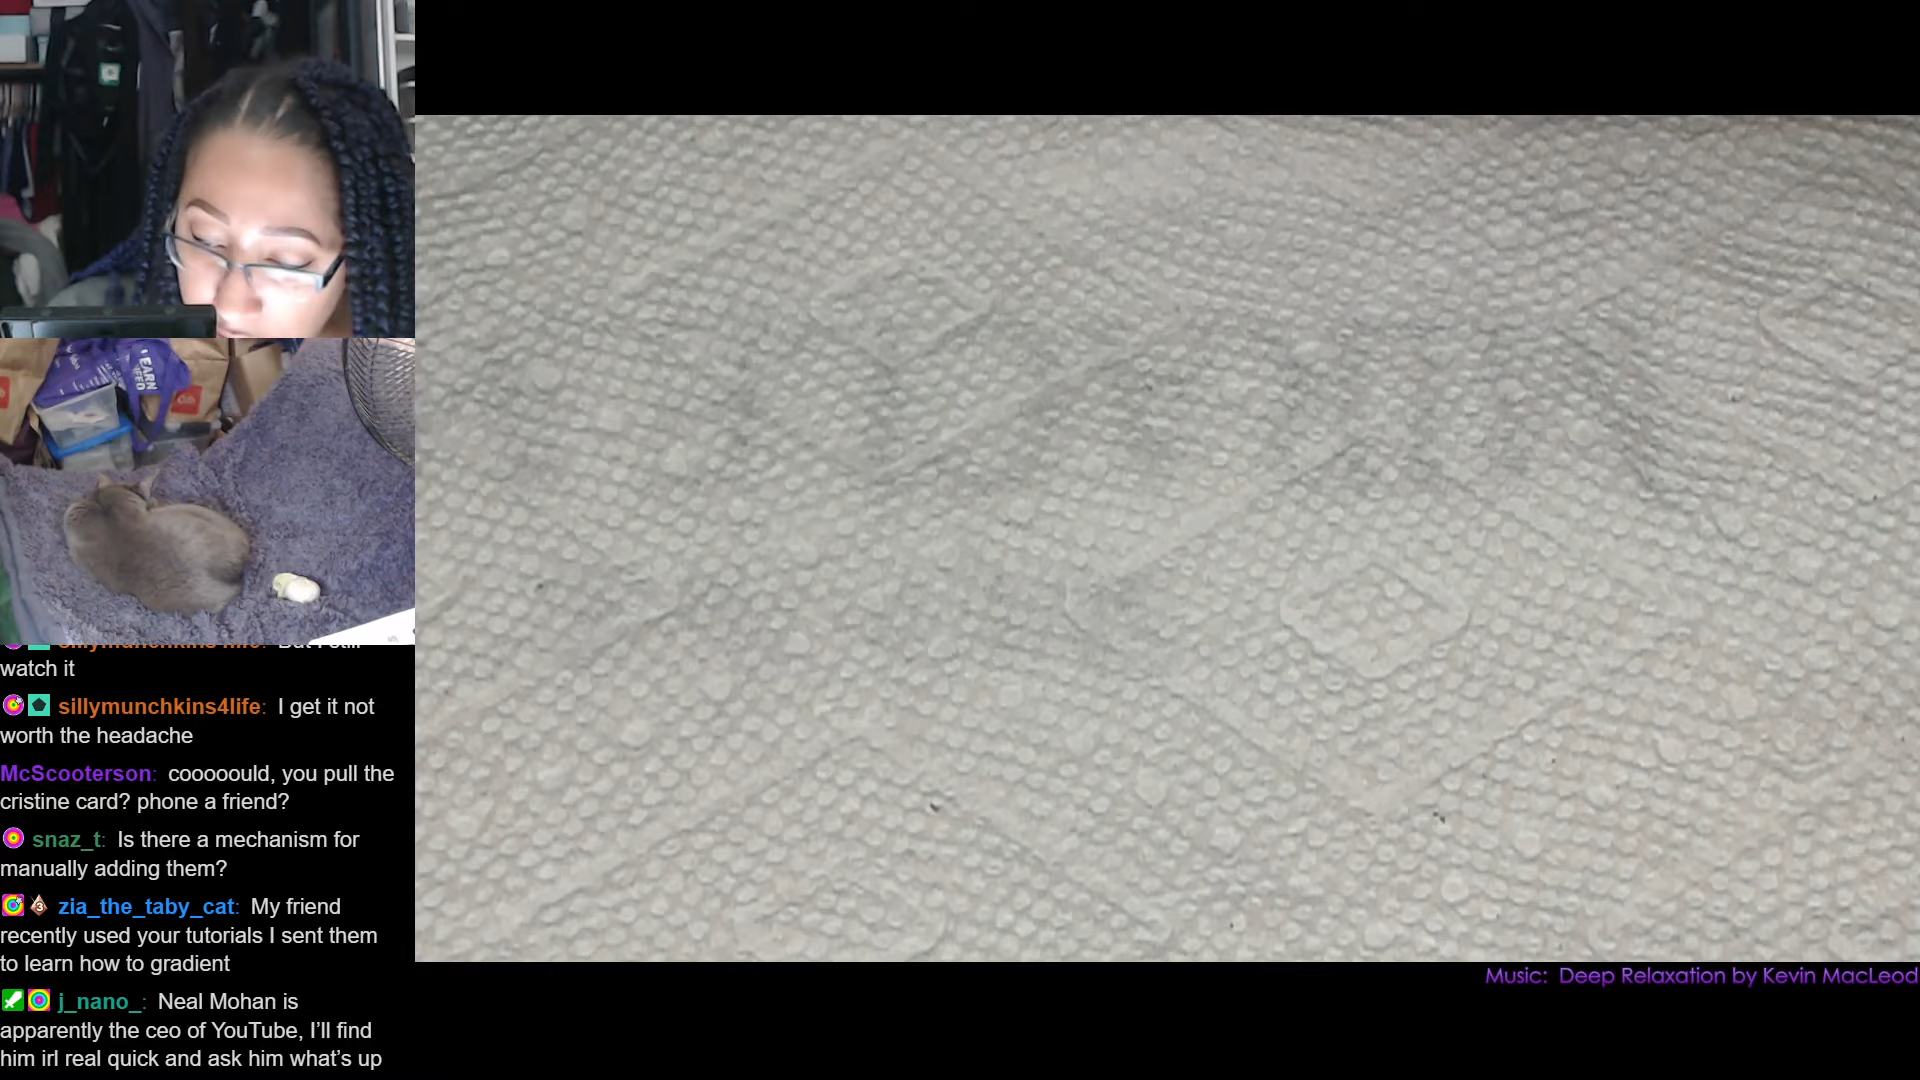 LEARN
watch it
sillymunchkins4life: I get it not
worth the headache
McScooterson: cooooould, you pull the
cristine card? phone a friend?
snaz_t: Is there a mechanism for
manually adding them?
zia_the_taby_cat: My friend
recently used your tutorials I sent them
to learn how to gradient
j_nano_: Neal Mohan is
apparently the ceo of YouTube, I’ll find
him irl real quick and ask him what’s up
Music: Deep Relaxation by Kevin MacLeod